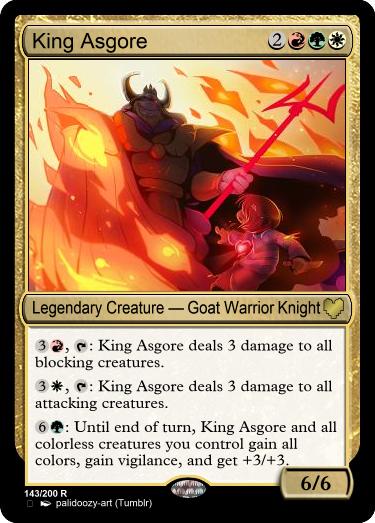 King Asgore 2
Legendary Creature — Goat Warrior Knight
3 , : King Asgore deals 3 damage to all
blocking creatures.
3 , : King Asgore deals 3 damage to all
attacking creatures.
6 : Until end of turn, King Asgore and all
colorless creatures you control gain all
colors, gain vigilance, and get +3/+3.
6/6
143/200 R
palidoozy-art (Tumblr)